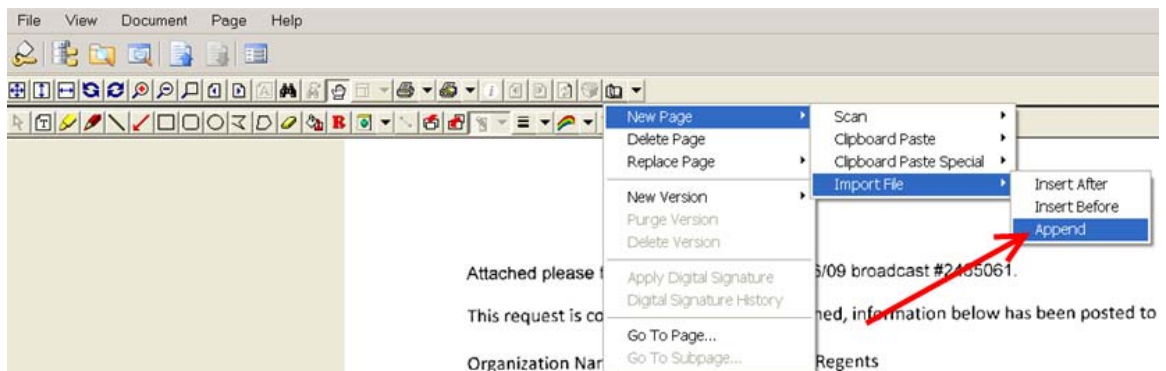 File View Document Page Help
New Page
Delete Page
Replace Page
New Version
Purge Version
Delete Version
Apply Digital Signature
Digital Signature History
Go To Page...
Go To Subpage...
Scan
Clipboard Paste
Clipboard Paste Special
Import File
Insert After
Insert Before
Append
Attached please
/09 broadcast #2485061.
This request is co
ned, information below has been posted to
Organization Nar
Regents